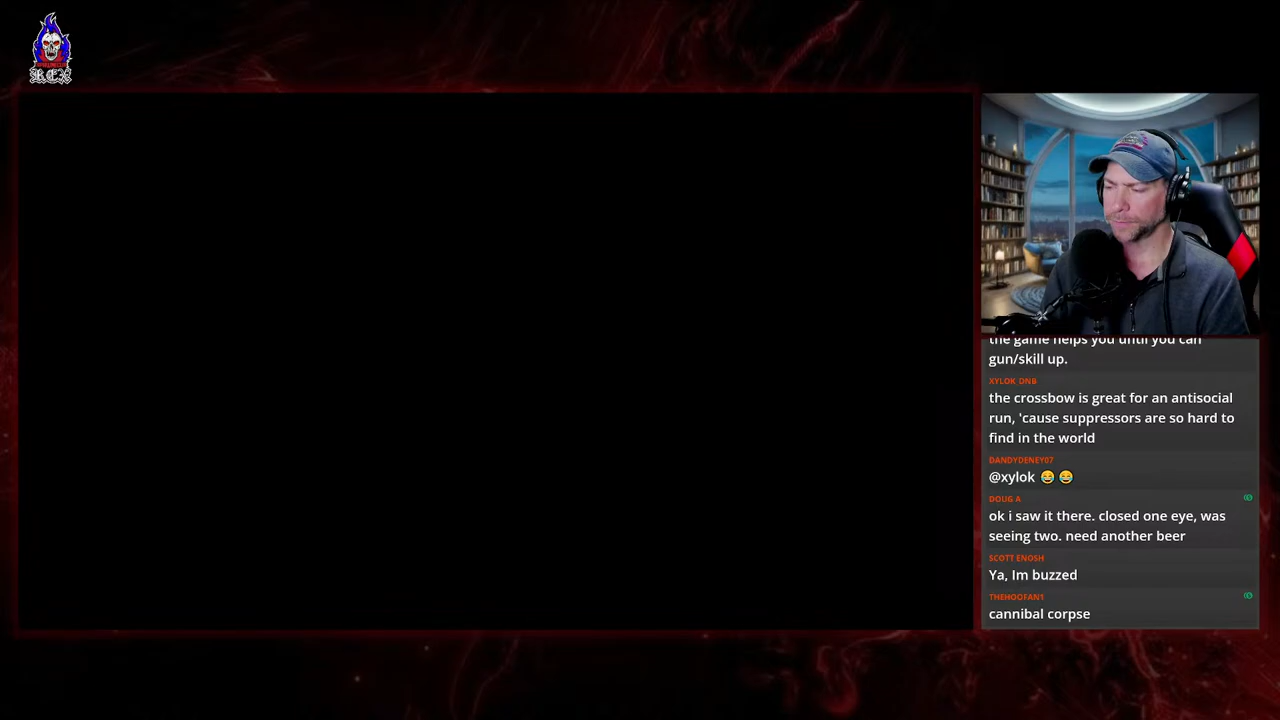 REX
the game helps you until you can
gun/skill up.
XYLOK_DNB
the crossbow is great for an antisocial
run, 'cause suppressors are so hard to
find in the world
DANDYDENEY07
@xylok 😂 😂
DOUG A
ok i saw it there. closed one eye, was
seeing two. need another beer
SCOTT ENOSH
Ya, Im buzzed
THEHOOFAN1
cannibal corpse